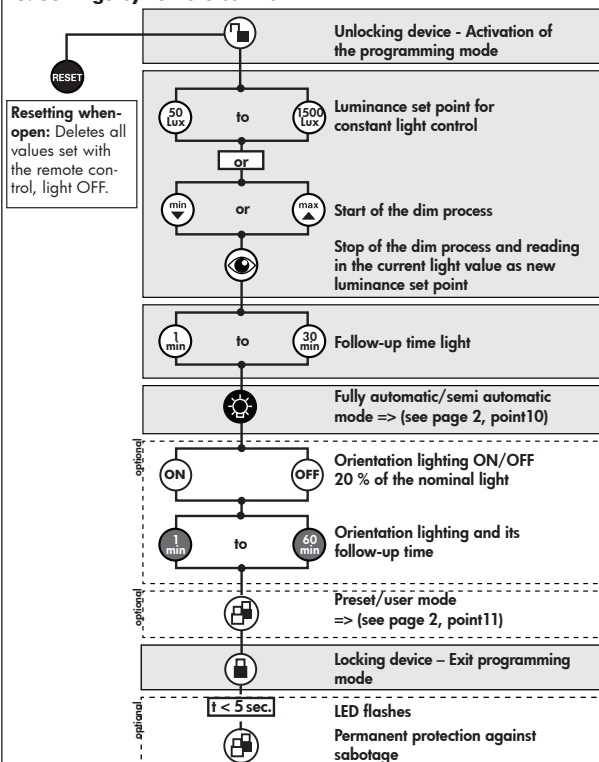 Unlocking device - Activation of
the programming mode
RESET
Resetting when-
open: Deletes all
values set with
the remote con-
trol, light OFF.
50
Lux
to
1500
Lux
Luminance set point for
constant light control
or
min
or
max
Start of the dim process
Stop of the dim process and reading
in the current light value as new
luminance set point
1
min
to
30
min
Follow-up time light
Fully automatic/semi automatic
mode => (see page 2, point10)
optional
ON
OFF
Orientation lighting ON/OFF
20 % of the nominal light
1
min
to
60
min
Orientation lighting and its
follow-up time
optional
Preset/user mode
=> (see page 2, point11)
Locking device – Exit programming
mode
optional
t < 5 sec.
LED flashes
Permanent protection against
sabotage